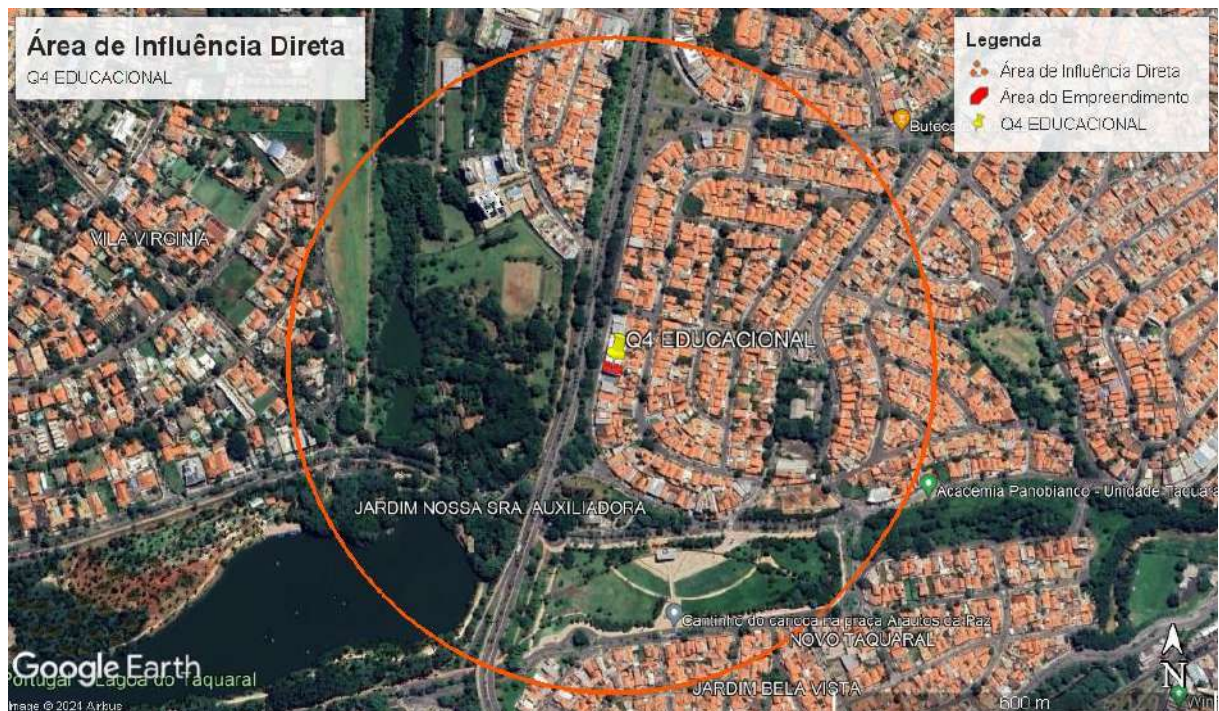 Área de Influência Direta
Q4 EDUCACIONAL
Legenda
Área de Influência Direta
Área do Empreendimento
Q4 EDUCACIONAL
Buteco
VILA VIRGINIA
Q4 EDUCACIONAL
Academia Panobianco - Unidade Taquara
JARDIM NOSSA SRA. AUXILIADORA
Cantinho do carioca na praça Arautos da Paz
NOVO TAQUARAL
Google Earth
Portugal - Lagoa do Taquaral
JARDIM BELA VISTA
N
600 m
Image © 2024 Airbus